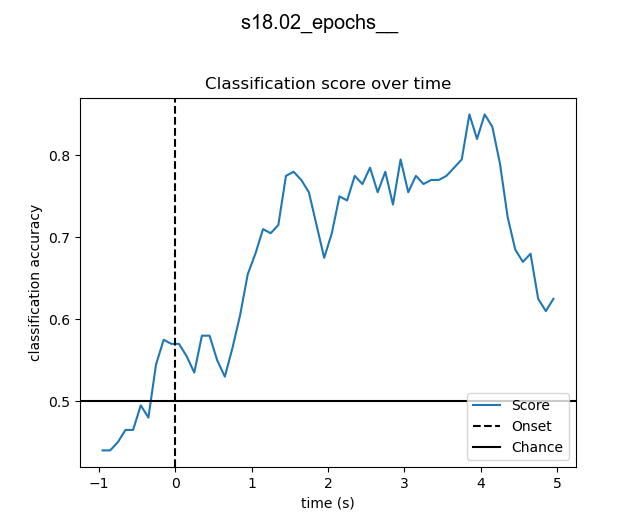 s18.02_epochs__
Classification score over time
classification accuracy
0.8
0.7
0.6
0.5
Score
Onset
Chance
−1
0
1
2
3
4
5
time (s)